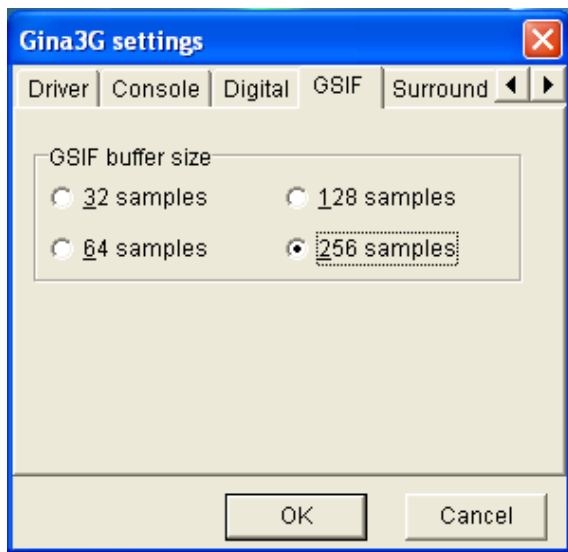 Gina3G settings
Driver Console Digital GSIF Surround
GSIF buffer size
32 samples 128 samples
64 samples 256 samples
OK Cancel